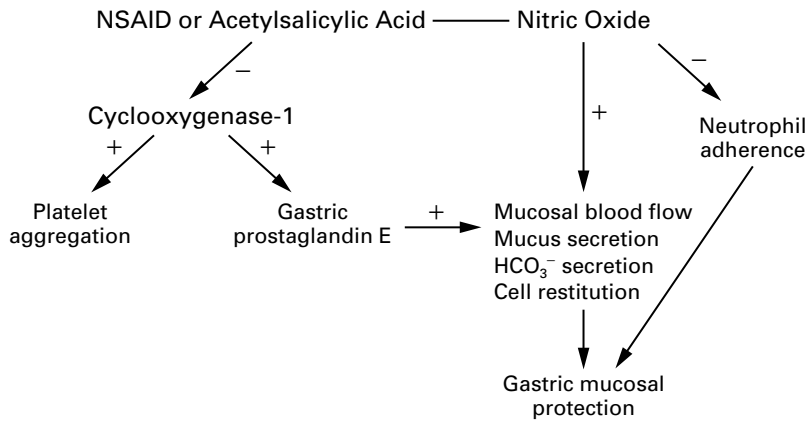 NSAID or Acetylsalicylic Acid
Nitric Oxide
−
+
−
Cyclooxygenase-1
+
+
Neutrophil
adherence
Platelet
aggregation
Gastric
prostaglandin E
+
Mucosal blood flow
Mucus secretion
HCO₃⁻ secretion
Cell restitution
Gastric mucosal
protection